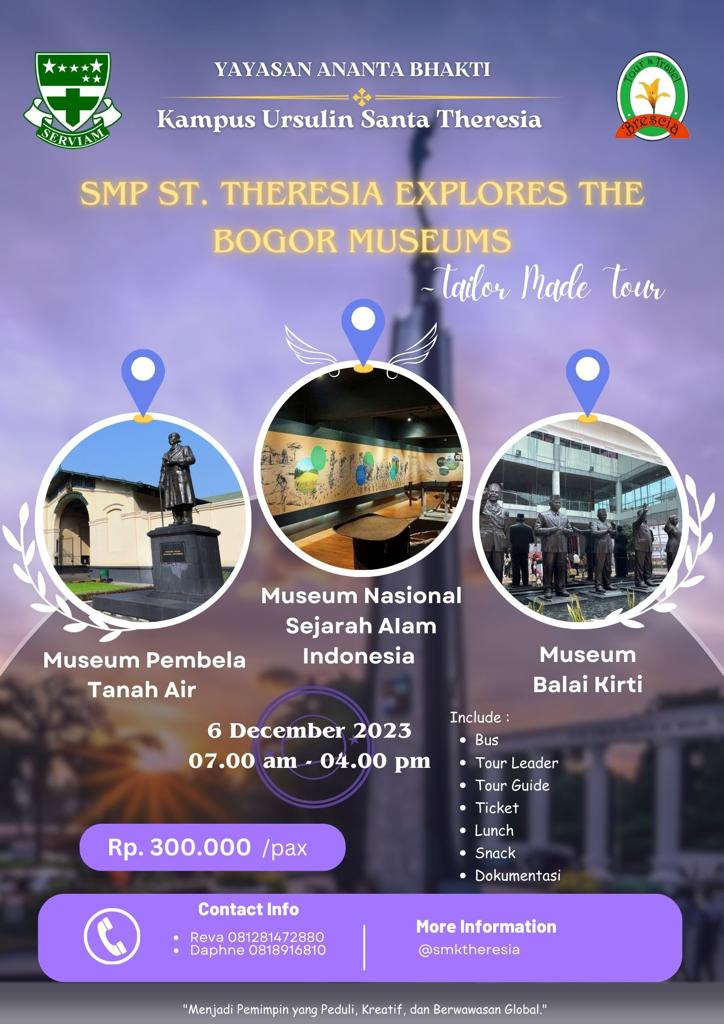 YAYASAN ANANTA BHAKTI
Kampus Ursulin Santa Theresia
SERVIAM
Tour & Travel
Brescia
SMP ST. THERESIA EXPLORES THE
BOGOR MUSEUMS
~Tailor Made Tour
Museum Pembela
Tanah Air
Museum Nasional
Sejarah Alam
Indonesia
Museum
Balai Kirti
6 December 2023
07.00 am - 04.00 pm
Include :
• Bus
• Tour Leader
• Tour Guide
• Ticket
• Lunch
• Snack
• Dokumentasi
Rp. 300.000 /pax
Contact Info
• Reva 081281472880
• Daphne 0818916810
More Information
@smktheresia
"Menjadi Pemimpin yang Peduli, Kreatif, dan Berwawasan Global."